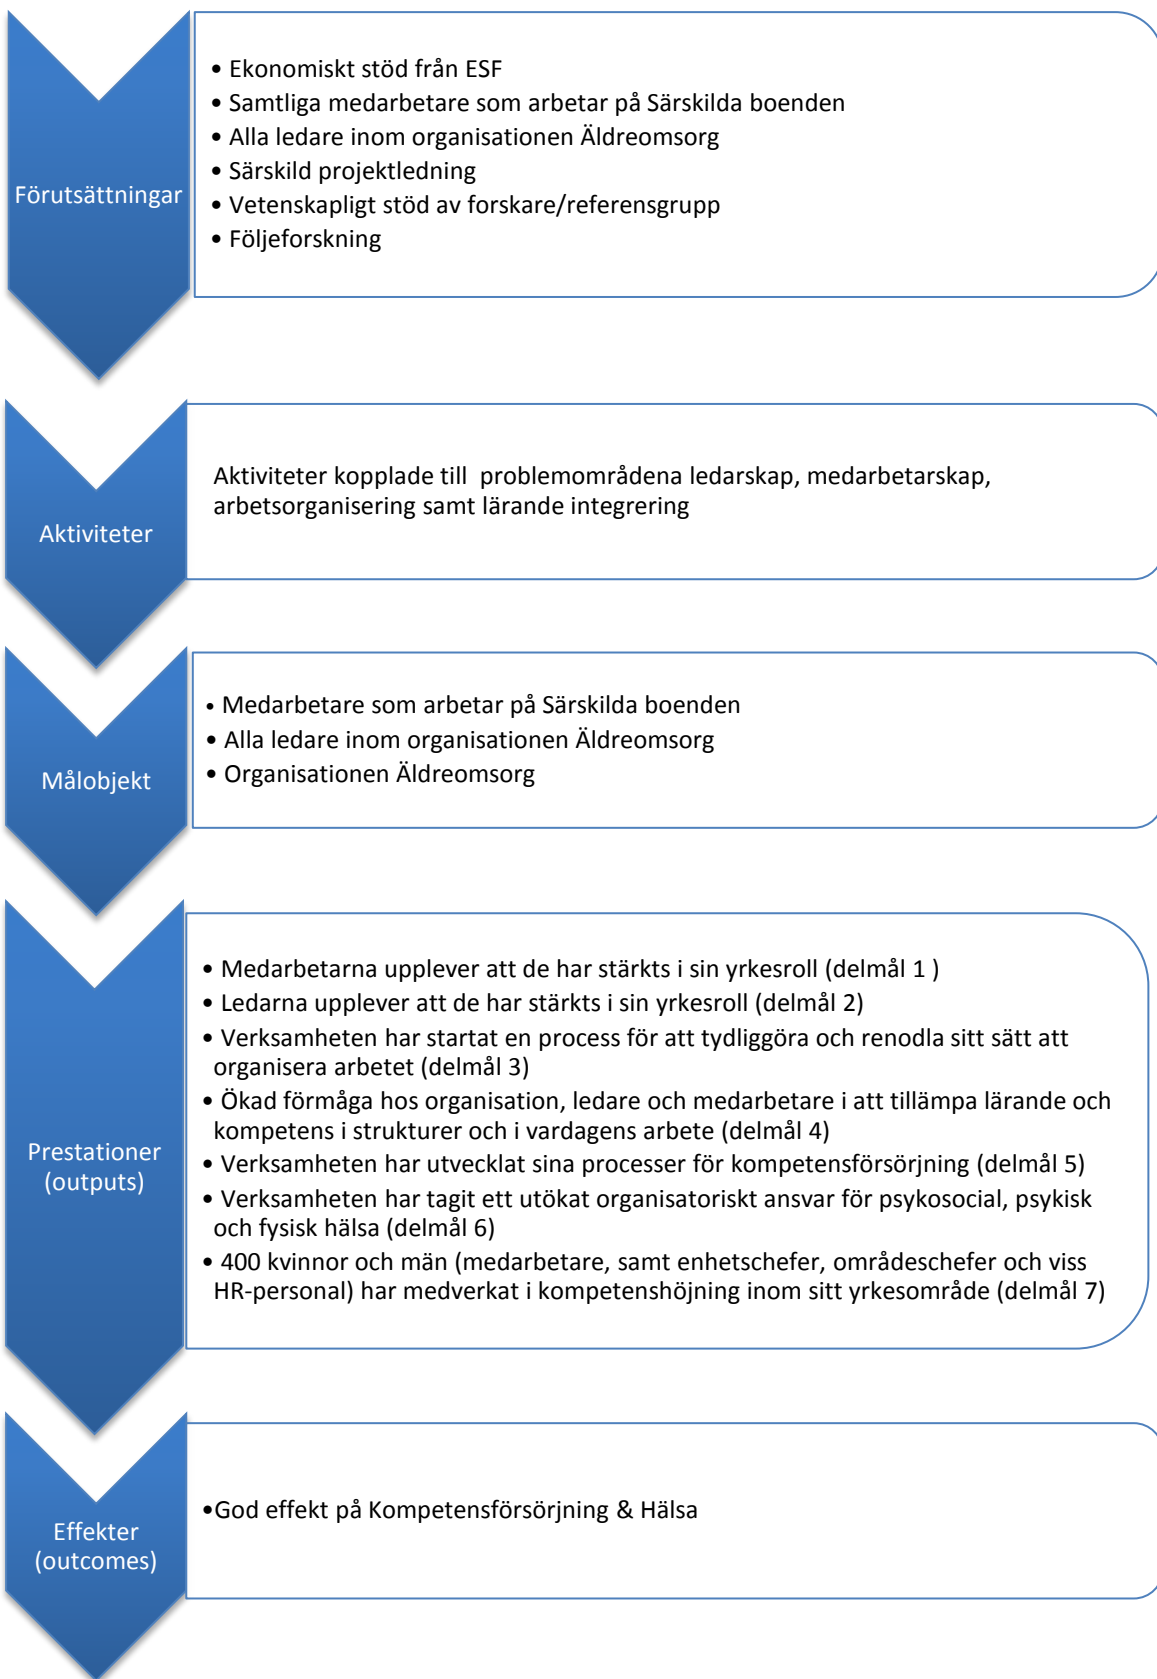 Förutsättningar
• Ekonomiskt stöd från ESF
• Samtliga medarbetare som arbetar på Särskilda boenden
• Alla ledare inom organisationen Äldreomsorg
• Särskild projektledning
• Vetenskapligt stöd av forskare/referensgrupp
• Följeforskning
Aktiviteter
Aktiviteter kopplade till problemområdena ledarskap, medarbetarskap,
arbetsorganisering samt lärande integrering
Målobjekt
• Medarbetare som arbetar på Särskilda boenden
• Alla ledare inom organisationen Äldreomsorg
• Organisationen Äldreomsorg
Prestationer
(outputs)
• Medarbetarna upplever att de har stärkts i sin yrkesroll (delmål 1 )
• Ledarna upplever att de har stärkts i sin yrkesroll (delmål 2)
• Verksamheten har startat en process för att tydliggöra och renodla sitt sätt att
organisera arbetet (delmål 3)
• Ökad förmåga hos organisation, ledare och medarbetare i att tillämpa lärande och
kompetens i strukturer och i vardagens arbete (delmål 4)
• Verksamheten har utvecklat sina processer för kompetensförsörjning (delmål 5)
• Verksamheten har tagit ett utökat organisatoriskt ansvar för psykosocial, psykisk
och fysisk hälsa (delmål 6)
• 400 kvinnor och män (medarbetare, samt enhetschefer, områdeschefer och viss
HR-personal) har medverkat i kompetenshöjning inom sitt yrkesområde (delmål 7)
Effekter
(outcomes)
•God effekt på Kompetensförsörjning & Hälsa